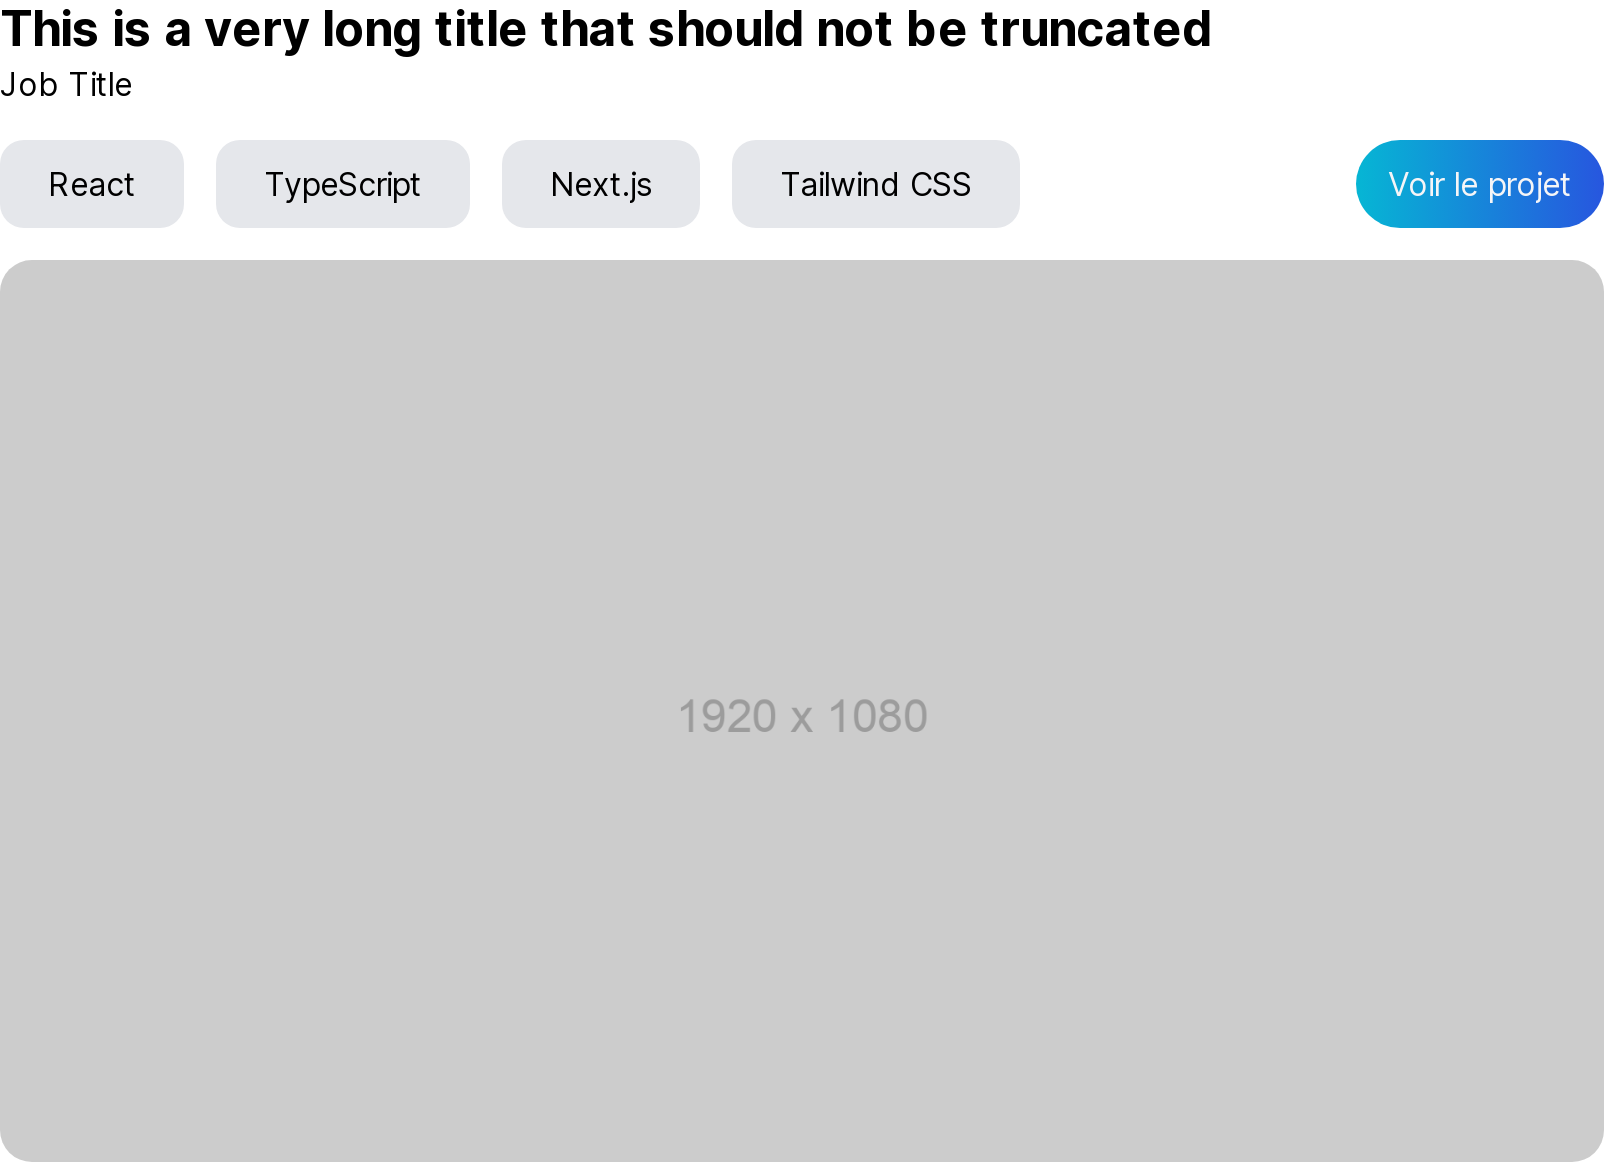 This is a very long title that should not be truncated
Job Title
React TypeScript Next.js Tailwind CSS Voir le projet
1920 x 1080